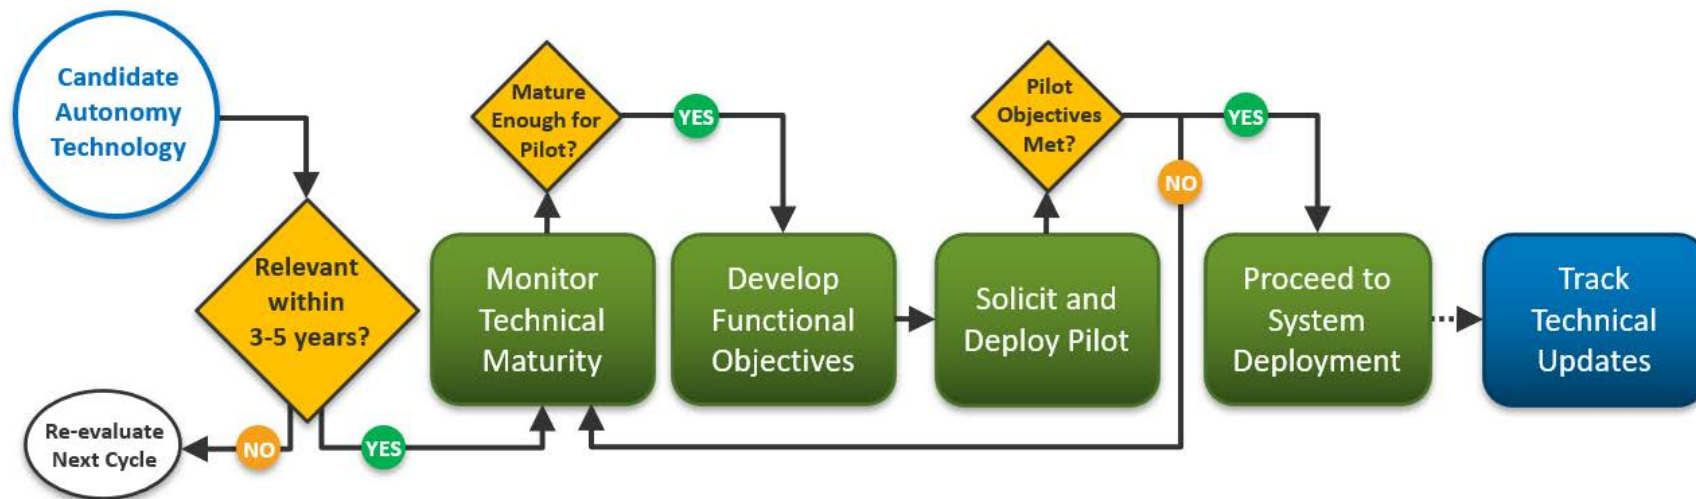 Candidate
Autonomy
Technology
Relevant
within
3-5 years?
NO
Re-evaluate
Next Cycle
YES
Monitor
Technical
Maturity
Mature
Enough for
Pilot?
YES
Develop
Functional
Objectives
Solicit and
Deploy Pilot
Pilot
Objectives
Met?
NO
YES
Proceed to
System
Deployment
Track
Technical
Updates